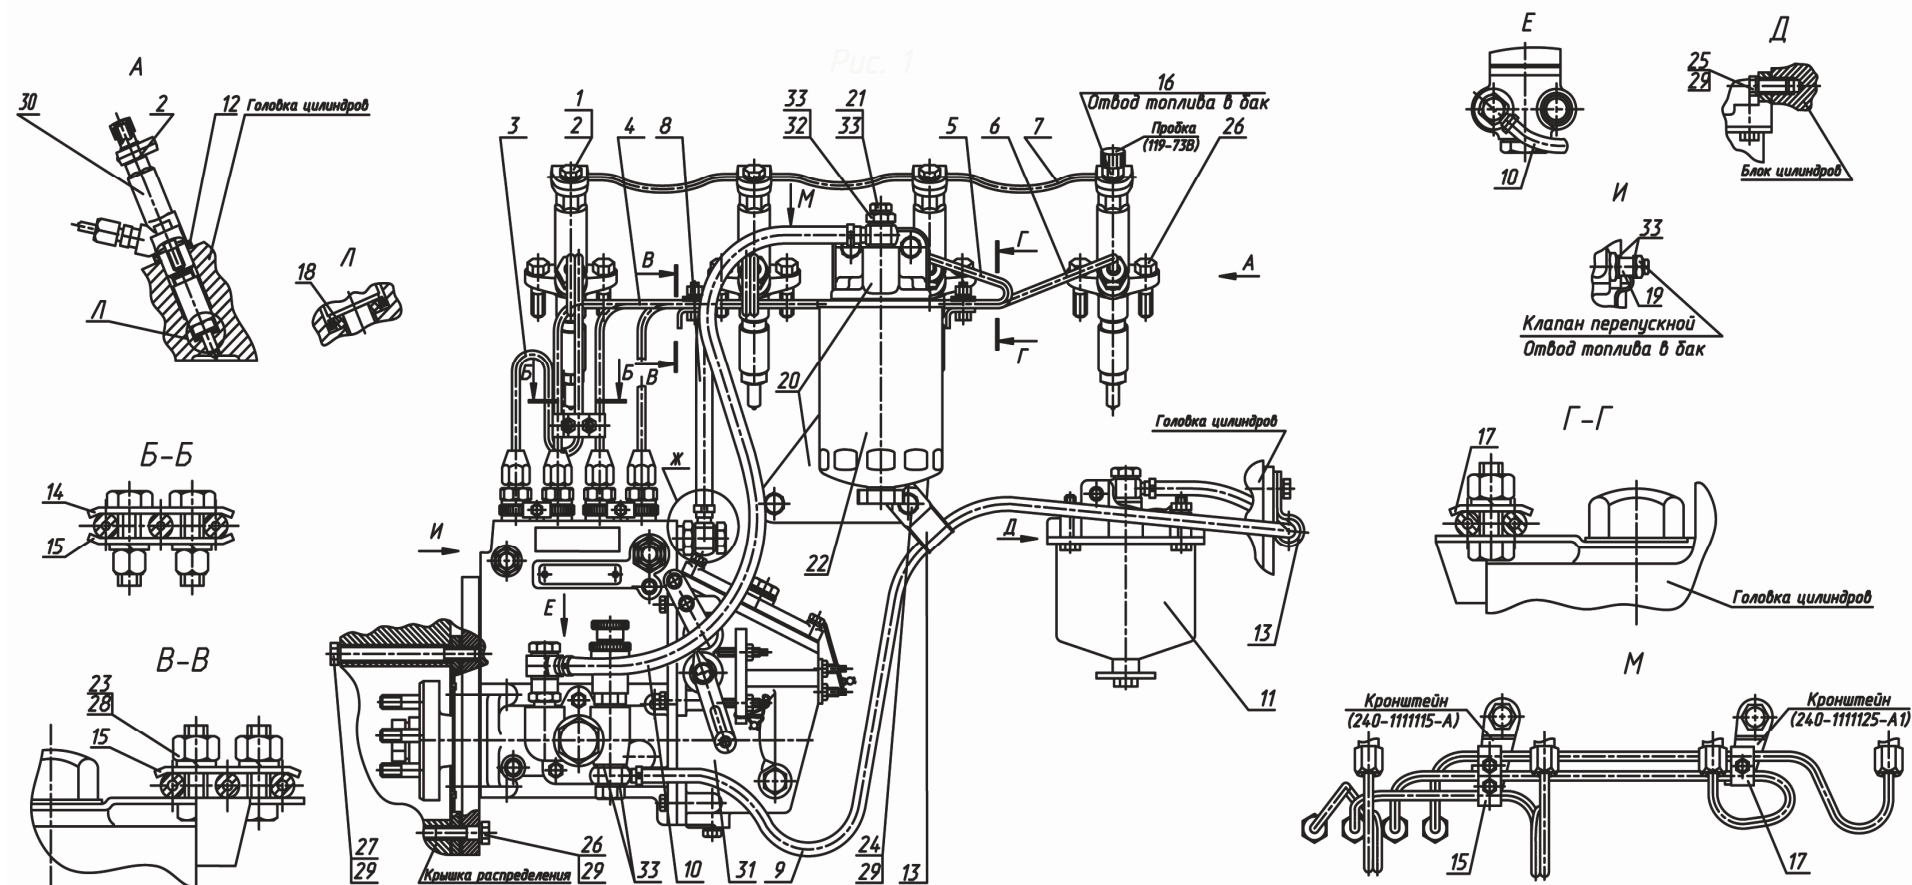 Рис. 1
А
30
2
12 Головка цилиндров
Л
18
Л
Б-Б
14
15
В-В
23
28
15
27
29
Крышка распределения
26
29
33
10
31
9
24
29
13
3
1
2
4
8
33
32
21
33
5
6
7
16
Отвод топлива в бак
Пробка
(119-73В)
26
М
В
Г
А
Б
Б
В
Г
20
Ж
И
22
Е
Головка цилиндров
Д
13
11
Е
10
Д
25
29
Блок цилиндров
И
33
19
Клапан перепускной
Отвод топлива в бак
Г-Г
17
Головка цилиндров
М
Кронштейн
(240-1111115-А)
Кронштейн
(240-1111125-А1)
15
17